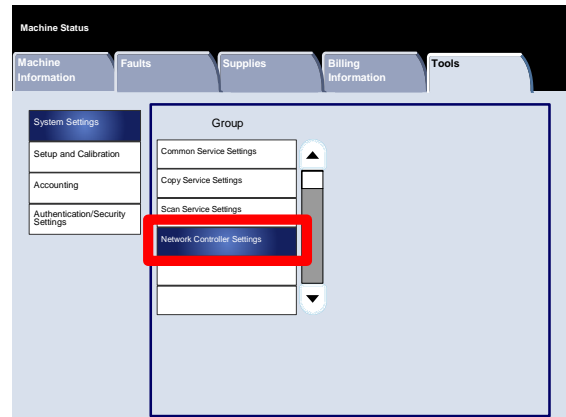 Machine Status
Machine
Information
Faults
Supplies
Billing
Information
Tools
System Settings
Setup and Calibration
Accounting
Authentication/Security
Settings
Group
Common Service Settings
Copy Service Settings
Scan Service Settings
Network Controller Settings